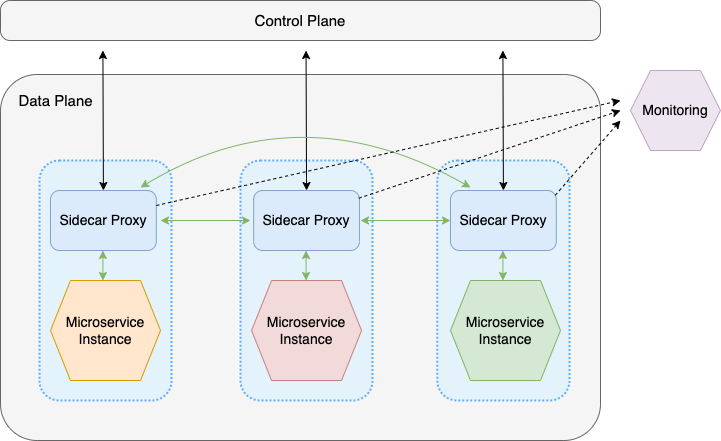 Control Plane
Data Plane
Monitoring
Sidecar Proxy
Sidecar Proxy
Sidecar Proxy
Microservice
Instance
Microservice
Instance
Microservice
Instance